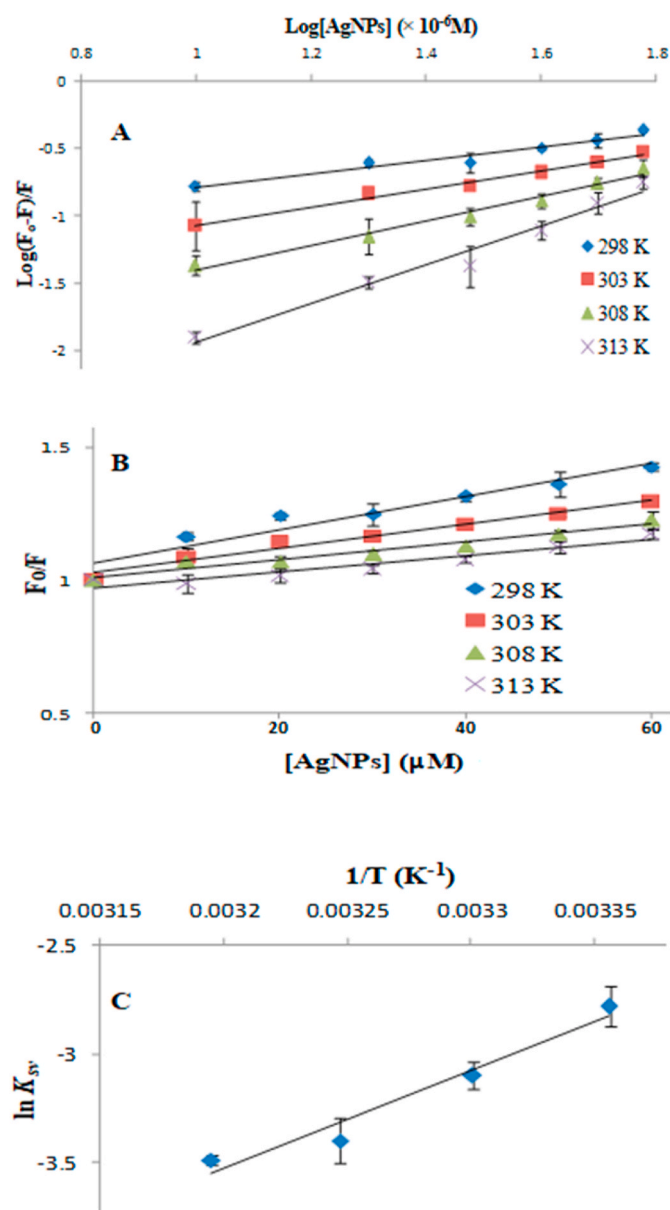 Log[AgNPs] (× 10⁻⁶M)
0.8 1 1.2 1.4 1.6 1.8
0
A
-0.5
Log(Fₒ-F)/F
-1
298 K
303 K
-1.5
308 K
313 K
-2
1.5
B
F0/F
1
298 K
303 K
308 K
313 K
0.5
0 20 40 60
[AgNPs] (µM)
1/T (K⁻¹)
0.00315 0.0032 0.00325 0.0033 0.00335
-2.5
C
ln Ksv
-3
-3.5